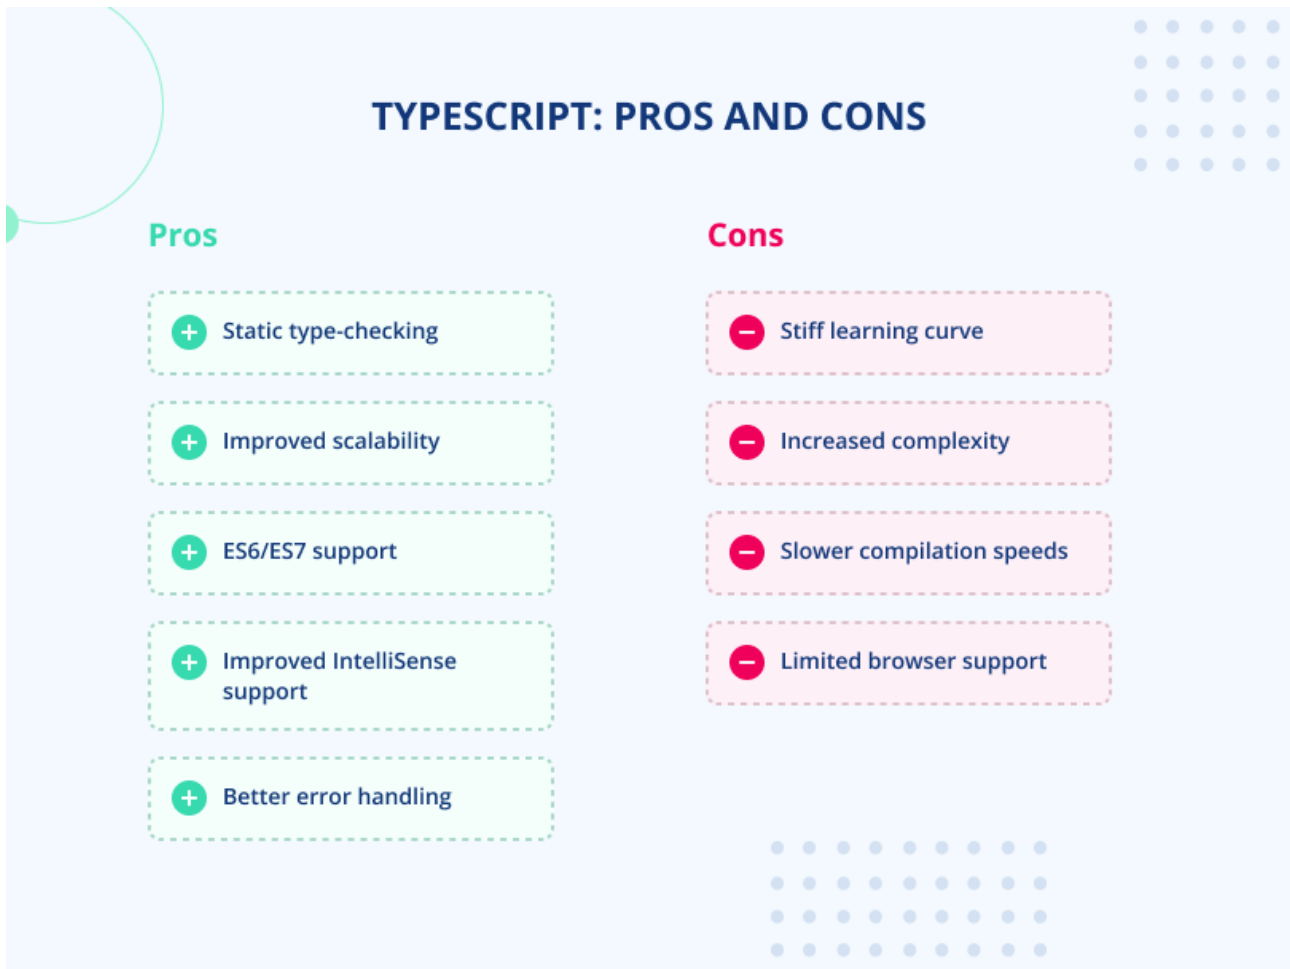 TYPESCRIPT: PROS AND CONS
Pros
Static type-checking
Improved scalability
ES6/ES7 support
Improved IntelliSense
support
Better error handling
Cons
Stiff learning curve
Increased complexity
Slower compilation speeds
Limited browser support